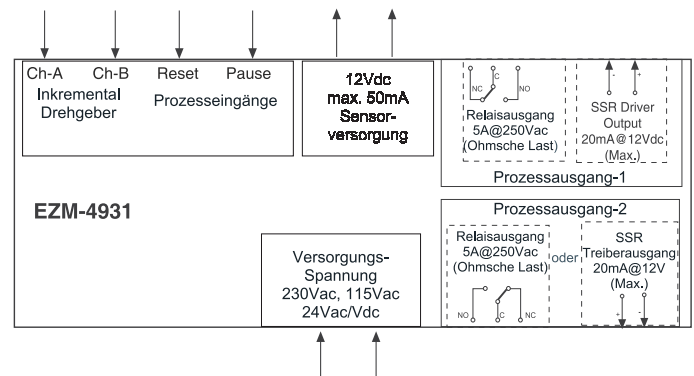 Ch-A Ch-B Reset Pause
Inkremental
Drehgeber
Prozesseingänge
12Vdc
max. 50mA
Sensor-
versorgung
NC C NO
Relaisausgang
5A@250Vac
(Ohmsche Last)
- +
SSR Driver
Output
20mA@12Vdc
(Max.)
Prozessausgang-1
EZM-4931
Versorgungs-
Spannung
230Vac, 115Vac
24Vac/Vdc
Prozessausgang-2
Relaisausgang
5A@250Vac
(Ohmsche Last)
NO C NC
oder
SSR
Treiberausgang
20mA@12V
(Max.)
+ -